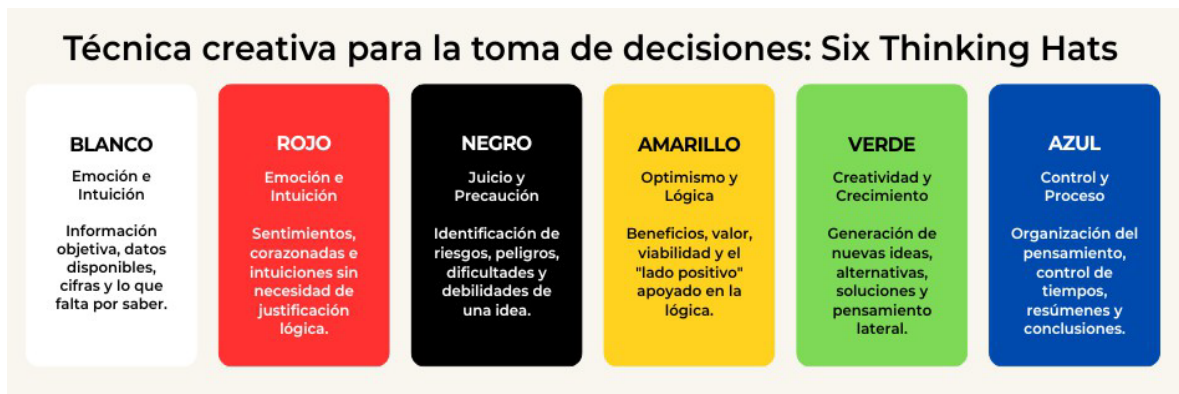 Técnica creativa para la toma de decisiones: Six Thinking Hats
BLANCO
Emoción e
Intuición
Información
objetiva, datos
disponibles,
cifras y lo que
falta por saber.
ROJO
Emoción e
Intuición
Sentimientos,
corazonadas e
intuiciones sin
necesidad de
justificación
lógica.
NEGRO
Juicio y
Precaución
Identificación de
riesgos, peligros,
dificultades y
debilidades de
una idea.
AMARILLO
Optimismo y
Lógica
Beneficios, valor,
viabilidad y el
"lado positivo"
apoyado en la
lógica.
VERDE
Creatividad y
Crecimiento
Generación de
nuevas ideas,
alternativas,
soluciones y
pensamiento
lateral.
AZUL
Control y
Proceso
Organización del
pensamiento,
control de
tiempos,
resúmenes y
conclusiones.